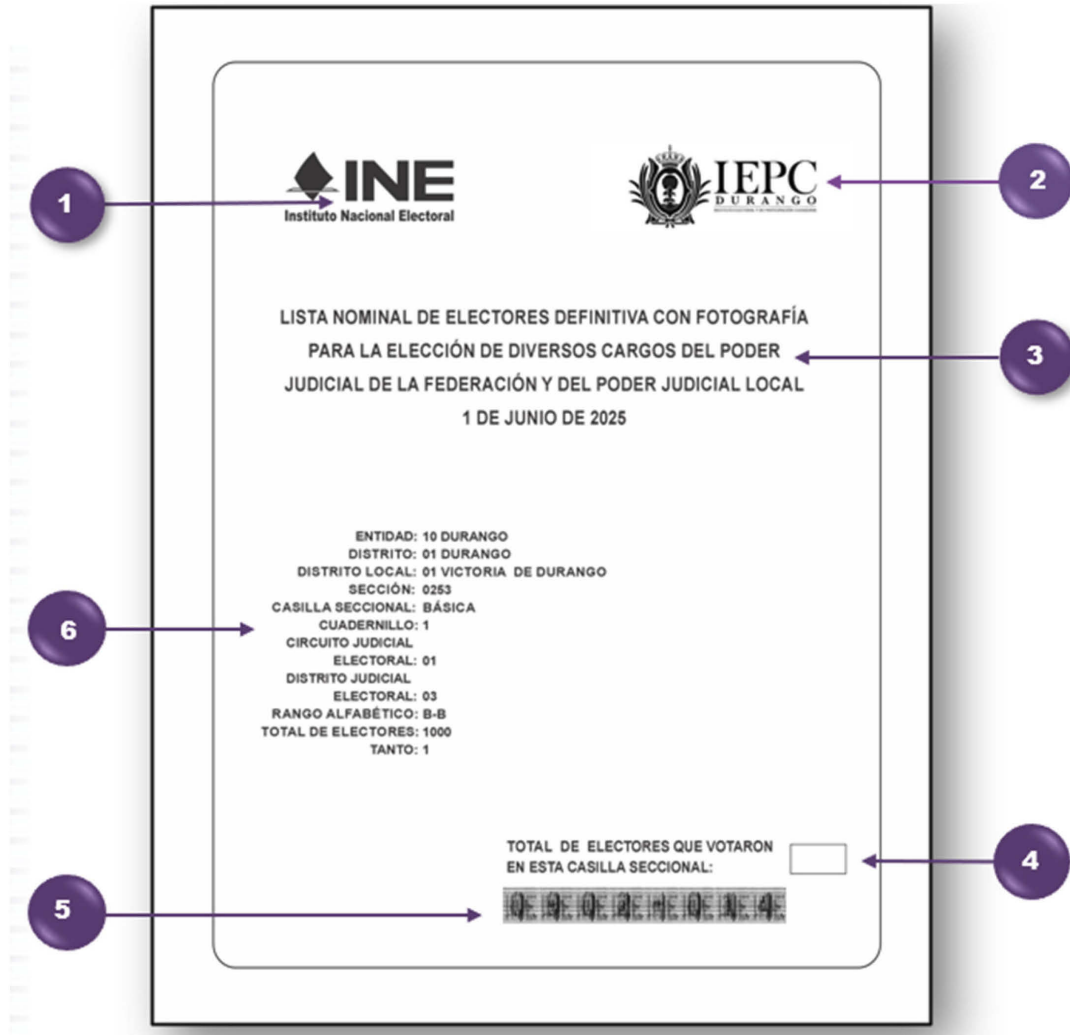 INE
Instituto Nacional Electoral
IEPC
DURANGO
1
2
LISTA NOMINAL DE ELECTORES DEFINITIVA CON FOTOGRAFÍA
PARA LA ELECCIÓN DE DIVERSOS CARGOS DEL PODER
JUDICIAL DE LA FEDERACIÓN Y DEL PODER JUDICIAL LOCAL
1 DE JUNIO DE 2025
3
ENTIDAD: 10 DURANGO
DISTRITO: 01 DURANGO
DISTRITO LOCAL: 01 VICTORIA DE DURANGO
SECCIÓN: 0253
CASILLA SECCIONAL: BÁSICA
CUADERNILLO: 1
CIRCUITO JUDICIAL
ELECTORAL: 01
DISTRITO JUDICIAL
ELECTORAL: 03
RANGO ALFABÉTICO: B-B
TOTAL DE ELECTORES: 1000
TANTO: 1
6
TOTAL DE ELECTORES QUE VOTARON
EN ESTA CASILLA SECCIONAL:
4
5